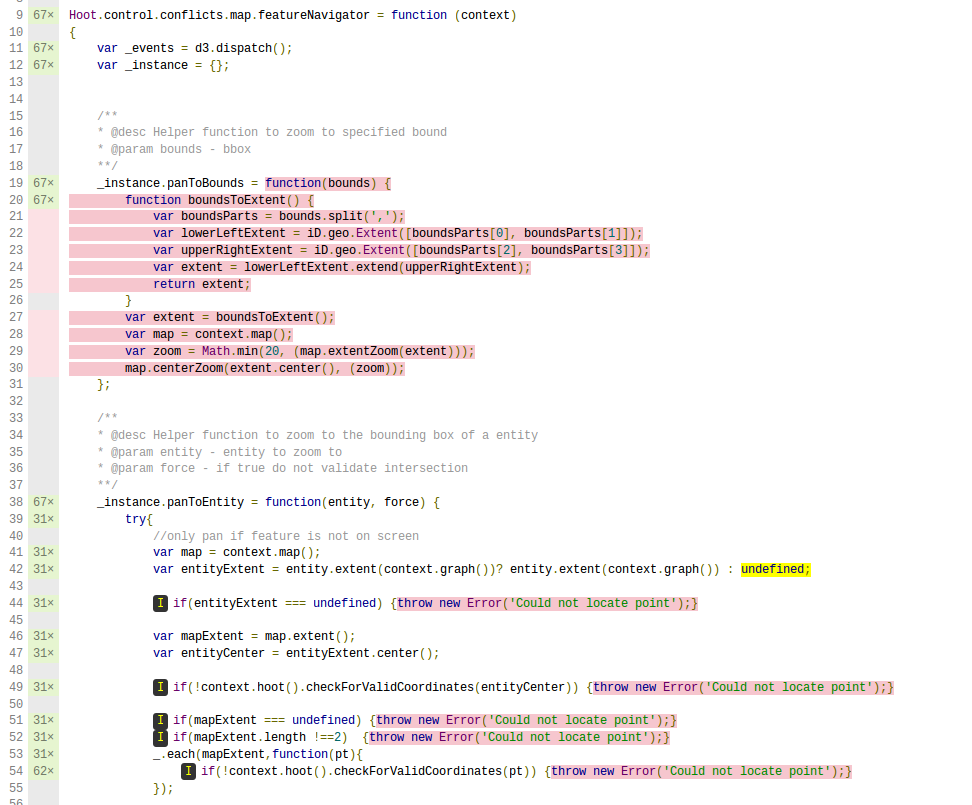 9 67× Hoot.control.conflicts.map.featureNavigator = function (context)
10 {
11 67× var _events = d3.dispatch();
12 67× var _instance = {};
13
14
15 /**
16 * @desc Helper function to zoom to specified bound
17 * @param bounds - bbox
18 **/
19 67× _instance.panToBounds = function(bounds) {
20 67× function boundsToExtent() {
21 var boundsParts = bounds.split(',');
22 var lowerLeftExtent = iD.geo.Extent([boundsParts[0], boundsParts[1]]);
23 var upperRightExtent = iD.geo.Extent([boundsParts[2], boundsParts[3]]);
24 var extent = lowerLeftExtent.extend(upperRightExtent);
25 return extent;
26 }
27 var extent = boundsToExtent();
28 var map = context.map();
29 var zoom = Math.min(20, (map.extentZoom(extent)));
30 map.centerZoom(extent.center(), (zoom));
31 };
32
33 /**
34 * @desc Helper function to zoom to the bounding box of a entity
35 * @param entity - entity to zoom to
36 * @param force - if true do not validate intersection
37 **/
38 67× _instance.panToEntity = function(entity, force) {
39 31× try{
40 //only pan if feature is not on screen
41 31× var map = context.map();
42 31× var entityExtent = entity.extent(context.graph())? entity.extent(context.graph()) : undefined;
43
44 31× I if(entityExtent === undefined) {throw new Error('Could not locate point');}
45
46 31× var mapExtent = map.extent();
47 31× var entityCenter = entityExtent.center();
48
49 31× I if(!context.hoot().checkForValidCoordinates(entityCenter)) {throw new Error('Could not locate point');}
50
51 31× I if(mapExtent === undefined) {throw new Error('Could not locate point');}
52 31× I if(mapExtent.length !==2) {throw new Error('Could not locate point');}
53 31× _.each(mapExtent,function(pt){
54 62× I if(!context.hoot().checkForValidCoordinates(pt)) {throw new Error('Could not locate point');}
55 });